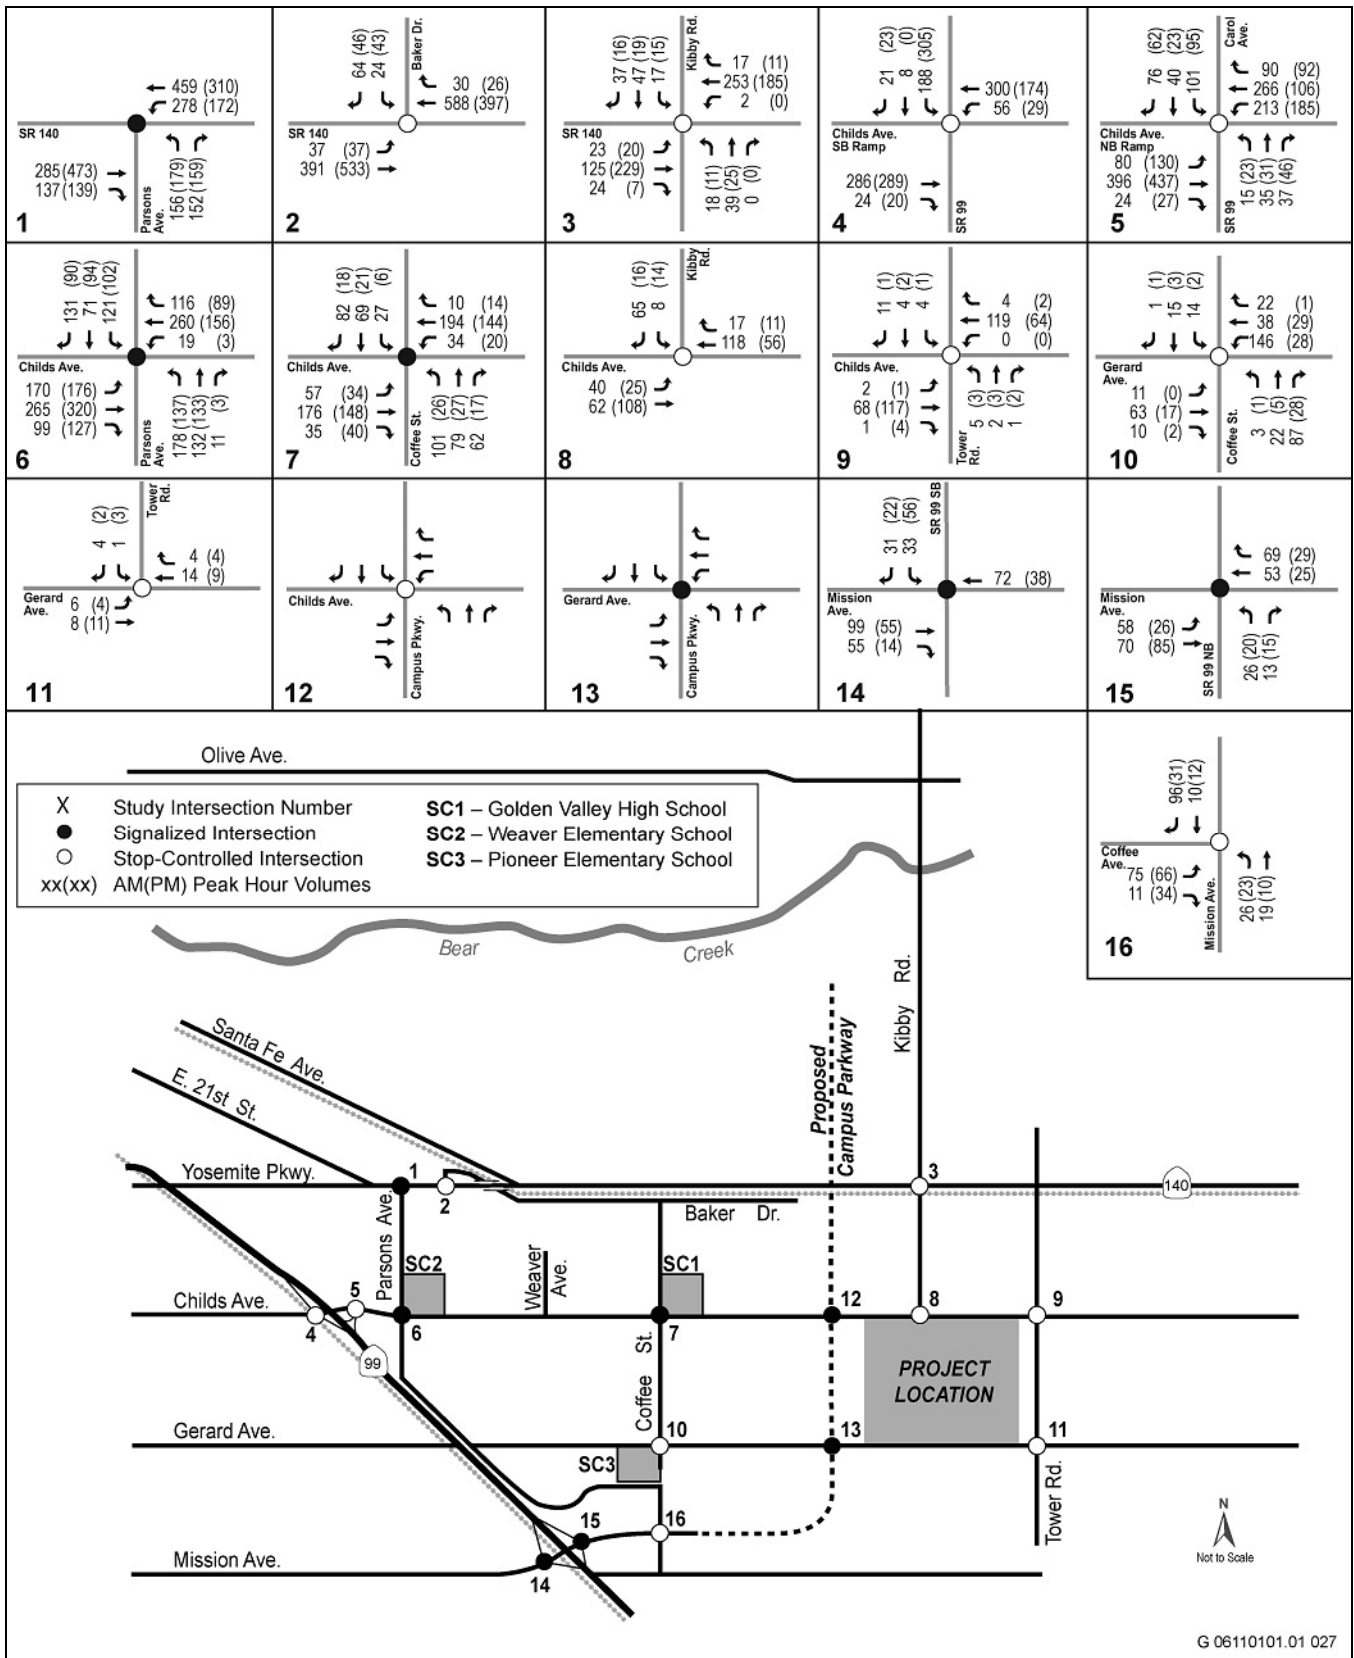 64 (46)
24 (43)
Baker Dr.
37 (16)
47 (19)
17 (15)
Kibby Rd.
21 (23)
8 (0)
188 (305)
76 (62)
40 (23)
101 (95)
Carol
Ave.
459 (310)
278 (172)
SR 140
285 (473)
137 (139)
Parsons
Ave.
156 (179)
152 (159)
1
30 (26)
588 (397)
SR 140
37 (37)
391 (533)
2
17 (11)
253 (185)
2 (0)
SR 140
23 (20)
125 (229)
24 (7)
18 (11)
39 (25)
0 (0)
3
300 (174)
56 (29)
Childs Ave.
SB Ramp
286 (289)
24 (20)
SR 99
4
90 (92)
266 (106)
213 (185)
Childs Ave.
NB Ramp
80 (130)
396 (437)
24 (27)
SR 99
15 (23)
35 (31)
37 (46)
5
131 (90)
71 (94)
121 (102)
116 (89)
260 (156)
19 (3)
Childs Ave.
170 (176)
265 (320)
99 (127)
Parsons
Ave.
178 (137)
132 (133)
11 (3)
6
82 (18)
69 (21)
27 (6)
10 (14)
194 (144)
34 (20)
Childs Ave.
57 (34)
176 (148)
35 (40)
Coffee St.
101 (26)
79 (27)
62 (17)
7
65 (16)
8 (14)
Kibby
Rd.
17 (11)
118 (56)
Childs Ave.
40 (25)
62 (108)
8
11 (1)
4 (2)
4 (1)
4 (2)
119 (64)
0 (0)
Childs Ave.
2 (1)
68 (117)
1 (4)
Tower
Rd.
5 (3)
2 (3)
1 (2)
9
1 (1)
15 (3)
14 (2)
22 (1)
38 (29)
146 (28)
Gerard
Ave.
11 (0)
63 (17)
10 (2)
Coffee St.
3 (1)
22 (5)
87 (28)
10
4 (2)
1 (3)
Tower
Rd.
4 (4)
14 (9)
Gerard
Ave.
6 (4)
8 (11)
11
Childs Ave.
Campus Pkwy.
12
Gerard Ave.
Campus Pkwy.
13
31 (22)
33 (56)
SR 99 SB
72 (38)
Mission
Ave.
99 (55)
55 (14)
14
69 (29)
53 (25)
Mission
Ave.
58 (26)
70 (85)
SR 99 NB
26 (20)
13 (15)
15
96 (31)
10 (12)
Coffee
Ave.
75 (66)
11 (34)
Mission Ave.
26 (23)
19 (10)
16
Olive Ave.
X Study Intersection Number
Signalized Intersection
Stop-Controlled Intersection
xx(xx) AM(PM) Peak Hour Volumes
SC1 – Golden Valley High School
SC2 – Weaver Elementary School
SC3 – Pioneer Elementary School
Bear Creek
Kibby Rd.
Santa Fe Ave.
E. 21st St.
Proposed
Campus Parkway
Yosemite Pkwy.
1
2
3
140
Baker Dr.
Parsons Ave.
SC2
Weaver
Ave.
SC1
Childs Ave.
4
5
6
7
12
8
9
99
Coffee St.
PROJECT
LOCATION
Gerard Ave.
10
13
11
SC3
Tower Rd.
15
16
Mission Ave.
14
N
Not to Scale
G 06110101.01 027